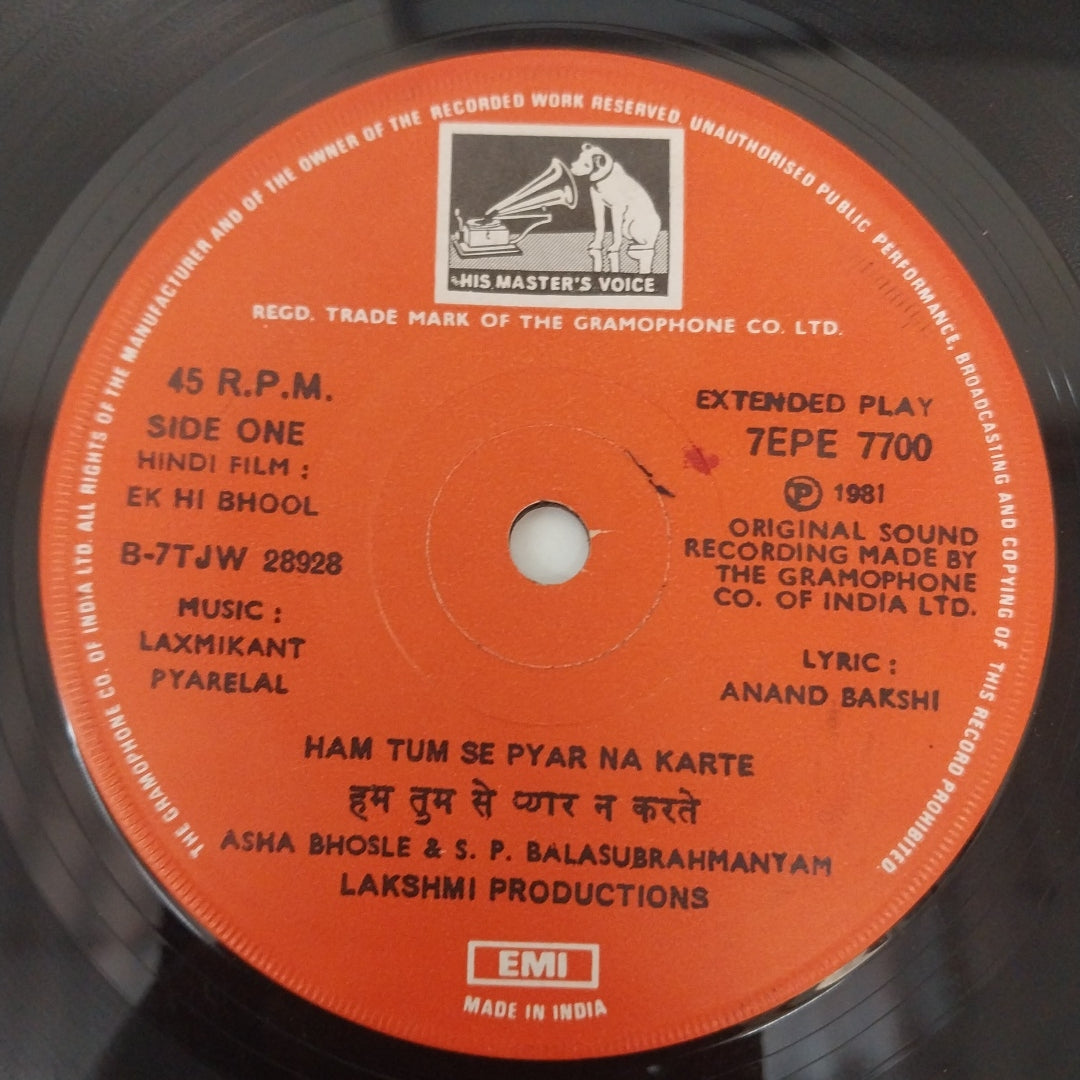 THE GRAMOPHONE CO. OF INDIA LTD. ALL RIGHTS OF THE MANUFACTURER AND OF THE OWNER OF THE RECORDED WORK RESERVED, UNAUTHORISED PUBLIC PERFORMANCE, BROADCASTING AND COPYING OF THIS RECORD PROHIBITED.
HIS MASTER'S VOICE
REGD. TRADE MARK OF THE GRAMOPHONE CO. LTD.
45 R.P.M.
SIDE ONE
HINDI FILM :
EK HI BHOOL
B-7TJW 28928
MUSIC :
LAXMIKANT
PYARELAL
EXTENDED PLAY
7EPE 7700
Ⓟ 1981
ORIGINAL SOUND
RECORDING MADE BY
THE GRAMOPHONE
CO. OF INDIA LTD.
LYRIC :
ANAND BAKSHI
HAM TUM SE PYAR NA KARTE
हम तुम से प्यार न करते
ASHA BHOSLE & S. P. BALASUBRAHMANYAM
LAKSHMI PRODUCTIONS
EMI
MADE IN INDIA